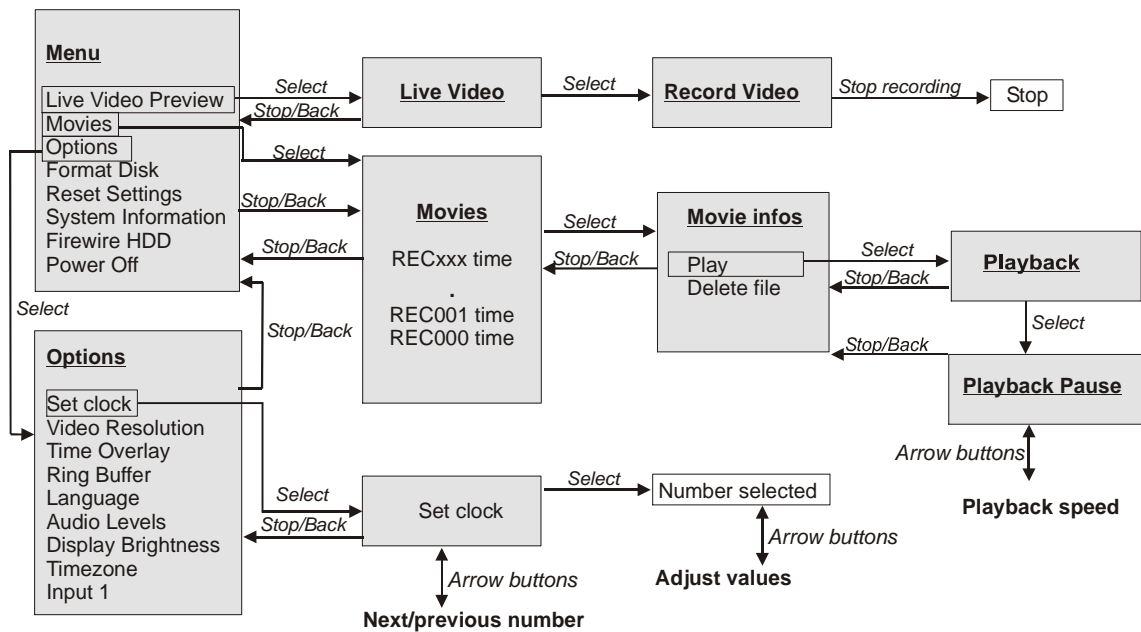 Menu
Live Video Preview
Movies
Options
Format Disk
Reset Settings
System Information
Firewire HDD
Power Off
Select
Stop/Back
Live Video
Select
Record Video
Stop recording
Stop
Select
Stop/Back
Stop/Back
Movies
RECxxx time
.
REC001 time
REC000 time
Select
Stop/Back
Movie infos
Play
Delete file
Select
Stop/Back
Playback
Select
Stop/Back
Playback Pause
Arrow buttons
Playback speed
Select
Stop/Back
Options
Set clock
Video Resolution
Time Overlay
Ring Buffer
Language
Audio Levels
Display Brightness
Timezone
Input 1
Select
Stop/Back
Set clock
Select
Number selected
Arrow buttons
Next/previous number
Arrow buttons
Adjust values